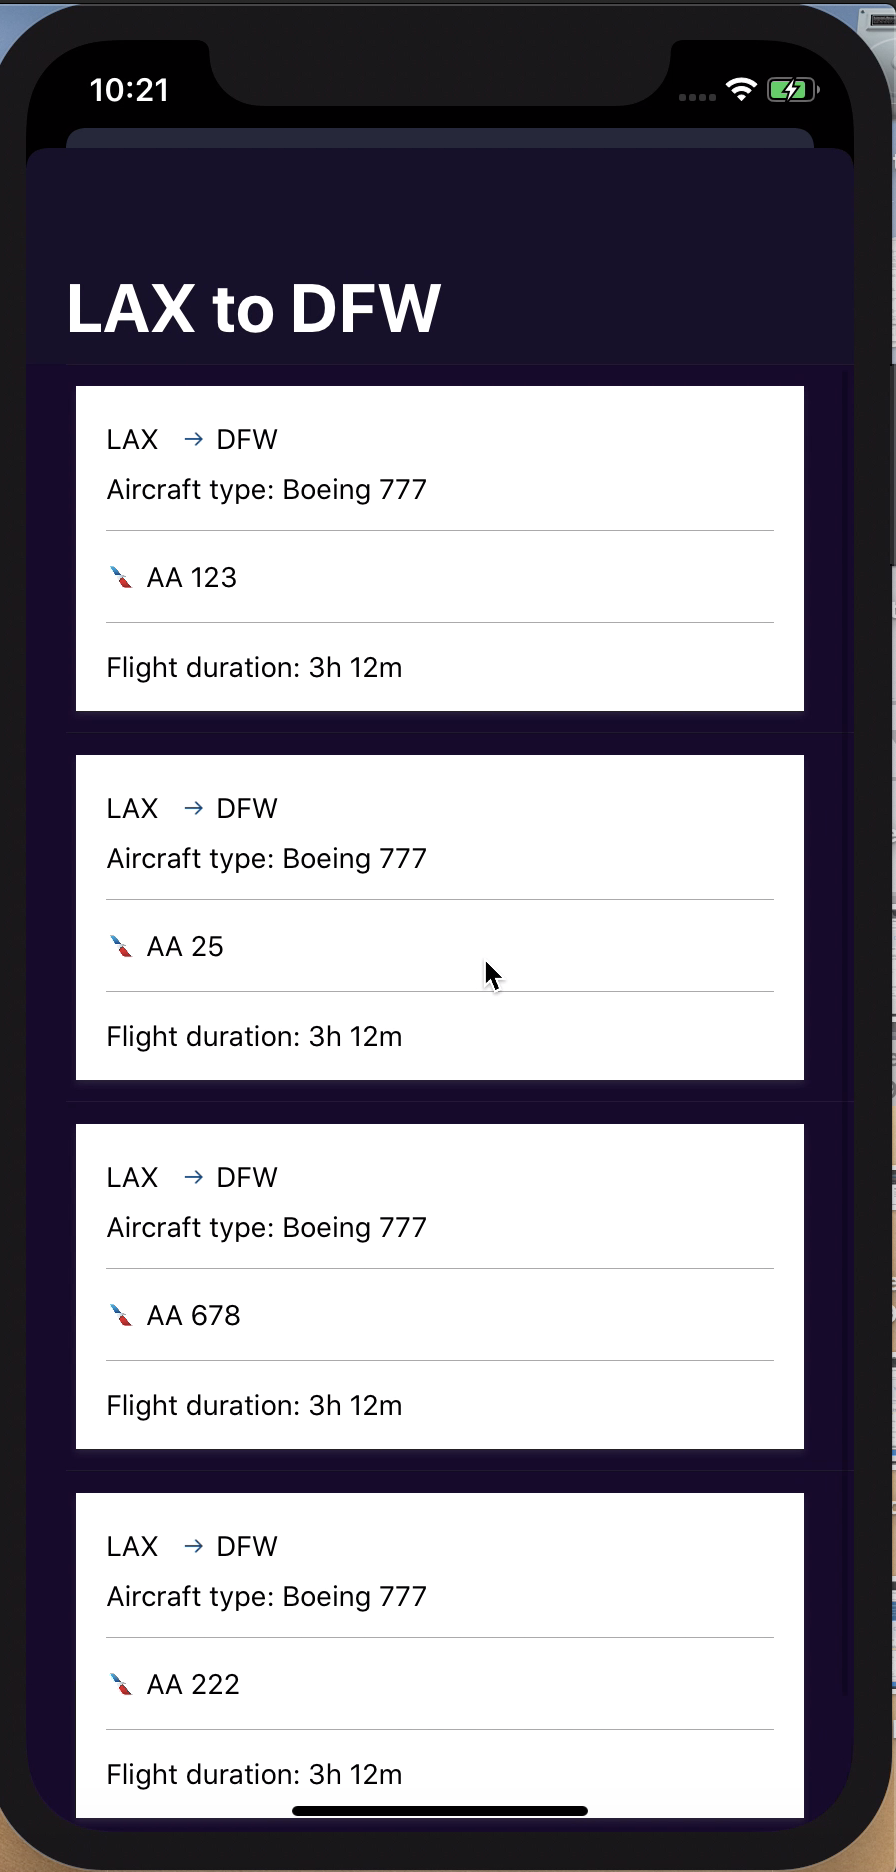 10:21
LAX to DFW
LAX → DFW
Aircraft type: Boeing 777
AA 123
Flight duration: 3h 12m
LAX → DFW
Aircraft type: Boeing 777
AA 25
Flight duration: 3h 12m
LAX → DFW
Aircraft type: Boeing 777
AA 678
Flight duration: 3h 12m
LAX → DFW
Aircraft type: Boeing 777
AA 222
Flight duration: 3h 12m